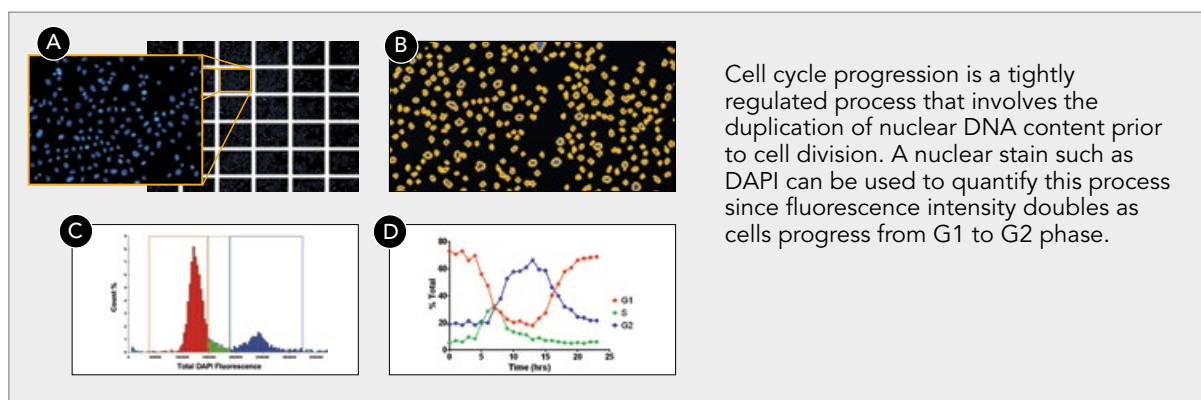 A
B
Cell cycle progression is a tightly
regulated process that involves the
duplication of nuclear DNA content prior
to cell division. A nuclear stain such as
DAPI can be used to quantify this process
since fluorescence intensity doubles as
cells progress from G1 to G2 phase.
C
Count %
Total DAPI Fluorescence
D
% Total
80
60
40
20
0
0 5 10 15 20 25
Time (hrs)
G1
S
G2